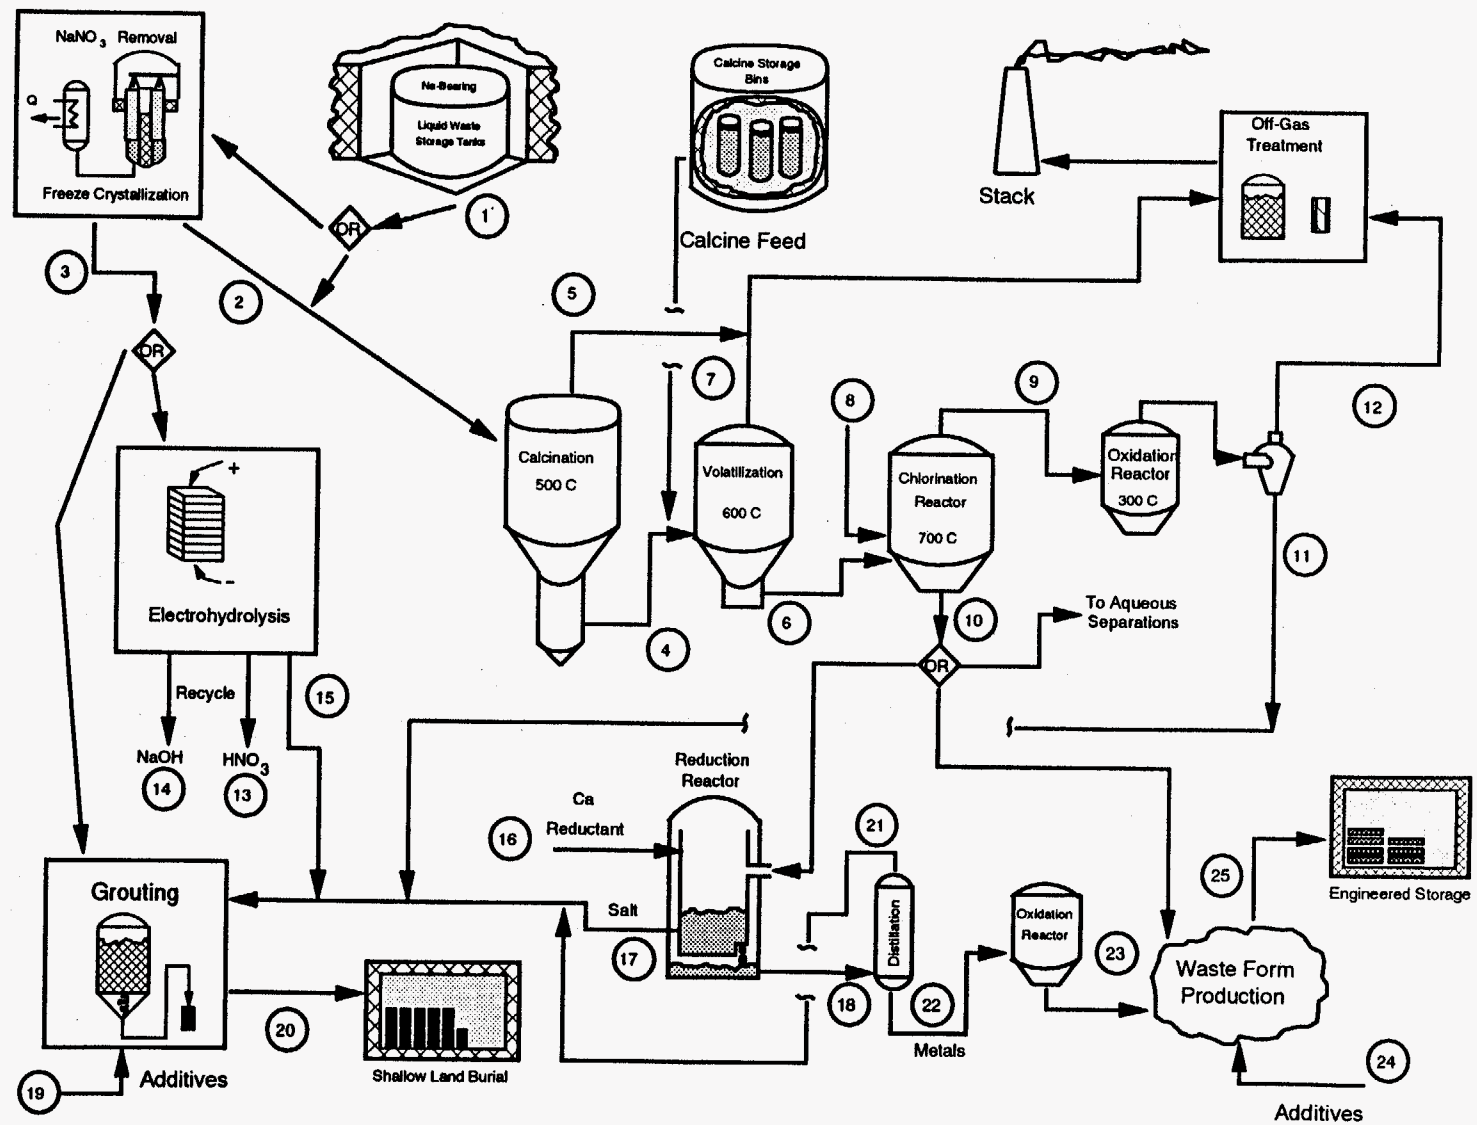 NaNO3 Removal
Q
Freeze Crystallization
Na-Bearing
Liquid Waste
Storage Tanks
1
OR
Calcine Storage
Bins
Calcine Feed
Stack
Off-Gas
Treatment
3
2
5
OR
7
8
9
12
Calcination
500 C
Volatilization
600 C
Chlorination
Reactor
700 C
Oxidation
Reactor
300 C
11
+
--
Electrohydrolysis
4
6
10
OR
To Aqueous
Separations
Recycle
15
NaOH
14
HNO3
13
Reduction
Reactor
Ca
Reductant
16
21
Grouting
Salt
17
18
Distillation
22
Metals
Oxidation
Reactor
23
Waste Form
Production
25
Engineered Storage
20
Shallow Land Burial
19
Additives
24
Additives